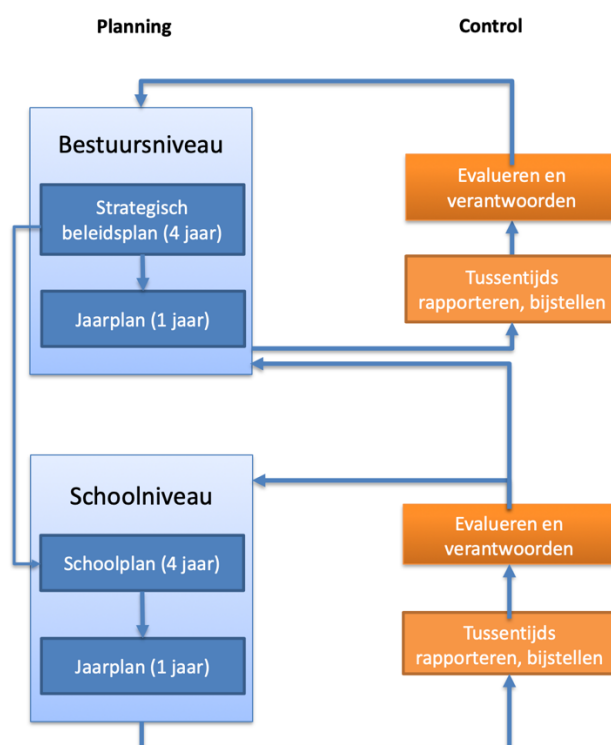 Planning
Control
Bestuursniveau
Strategisch
beleidsplan (4 jaar)
Jaarplan (1 jaar)
Evalueren en
verantwoorden
Tussentijds
rapporteren, bijstellen
Schoolniveau
Schoolplan (4 jaar)
Jaarplan (1 jaar)
Evalueren en
verantwoorden
Tussentijds
rapporteren, bijstellen